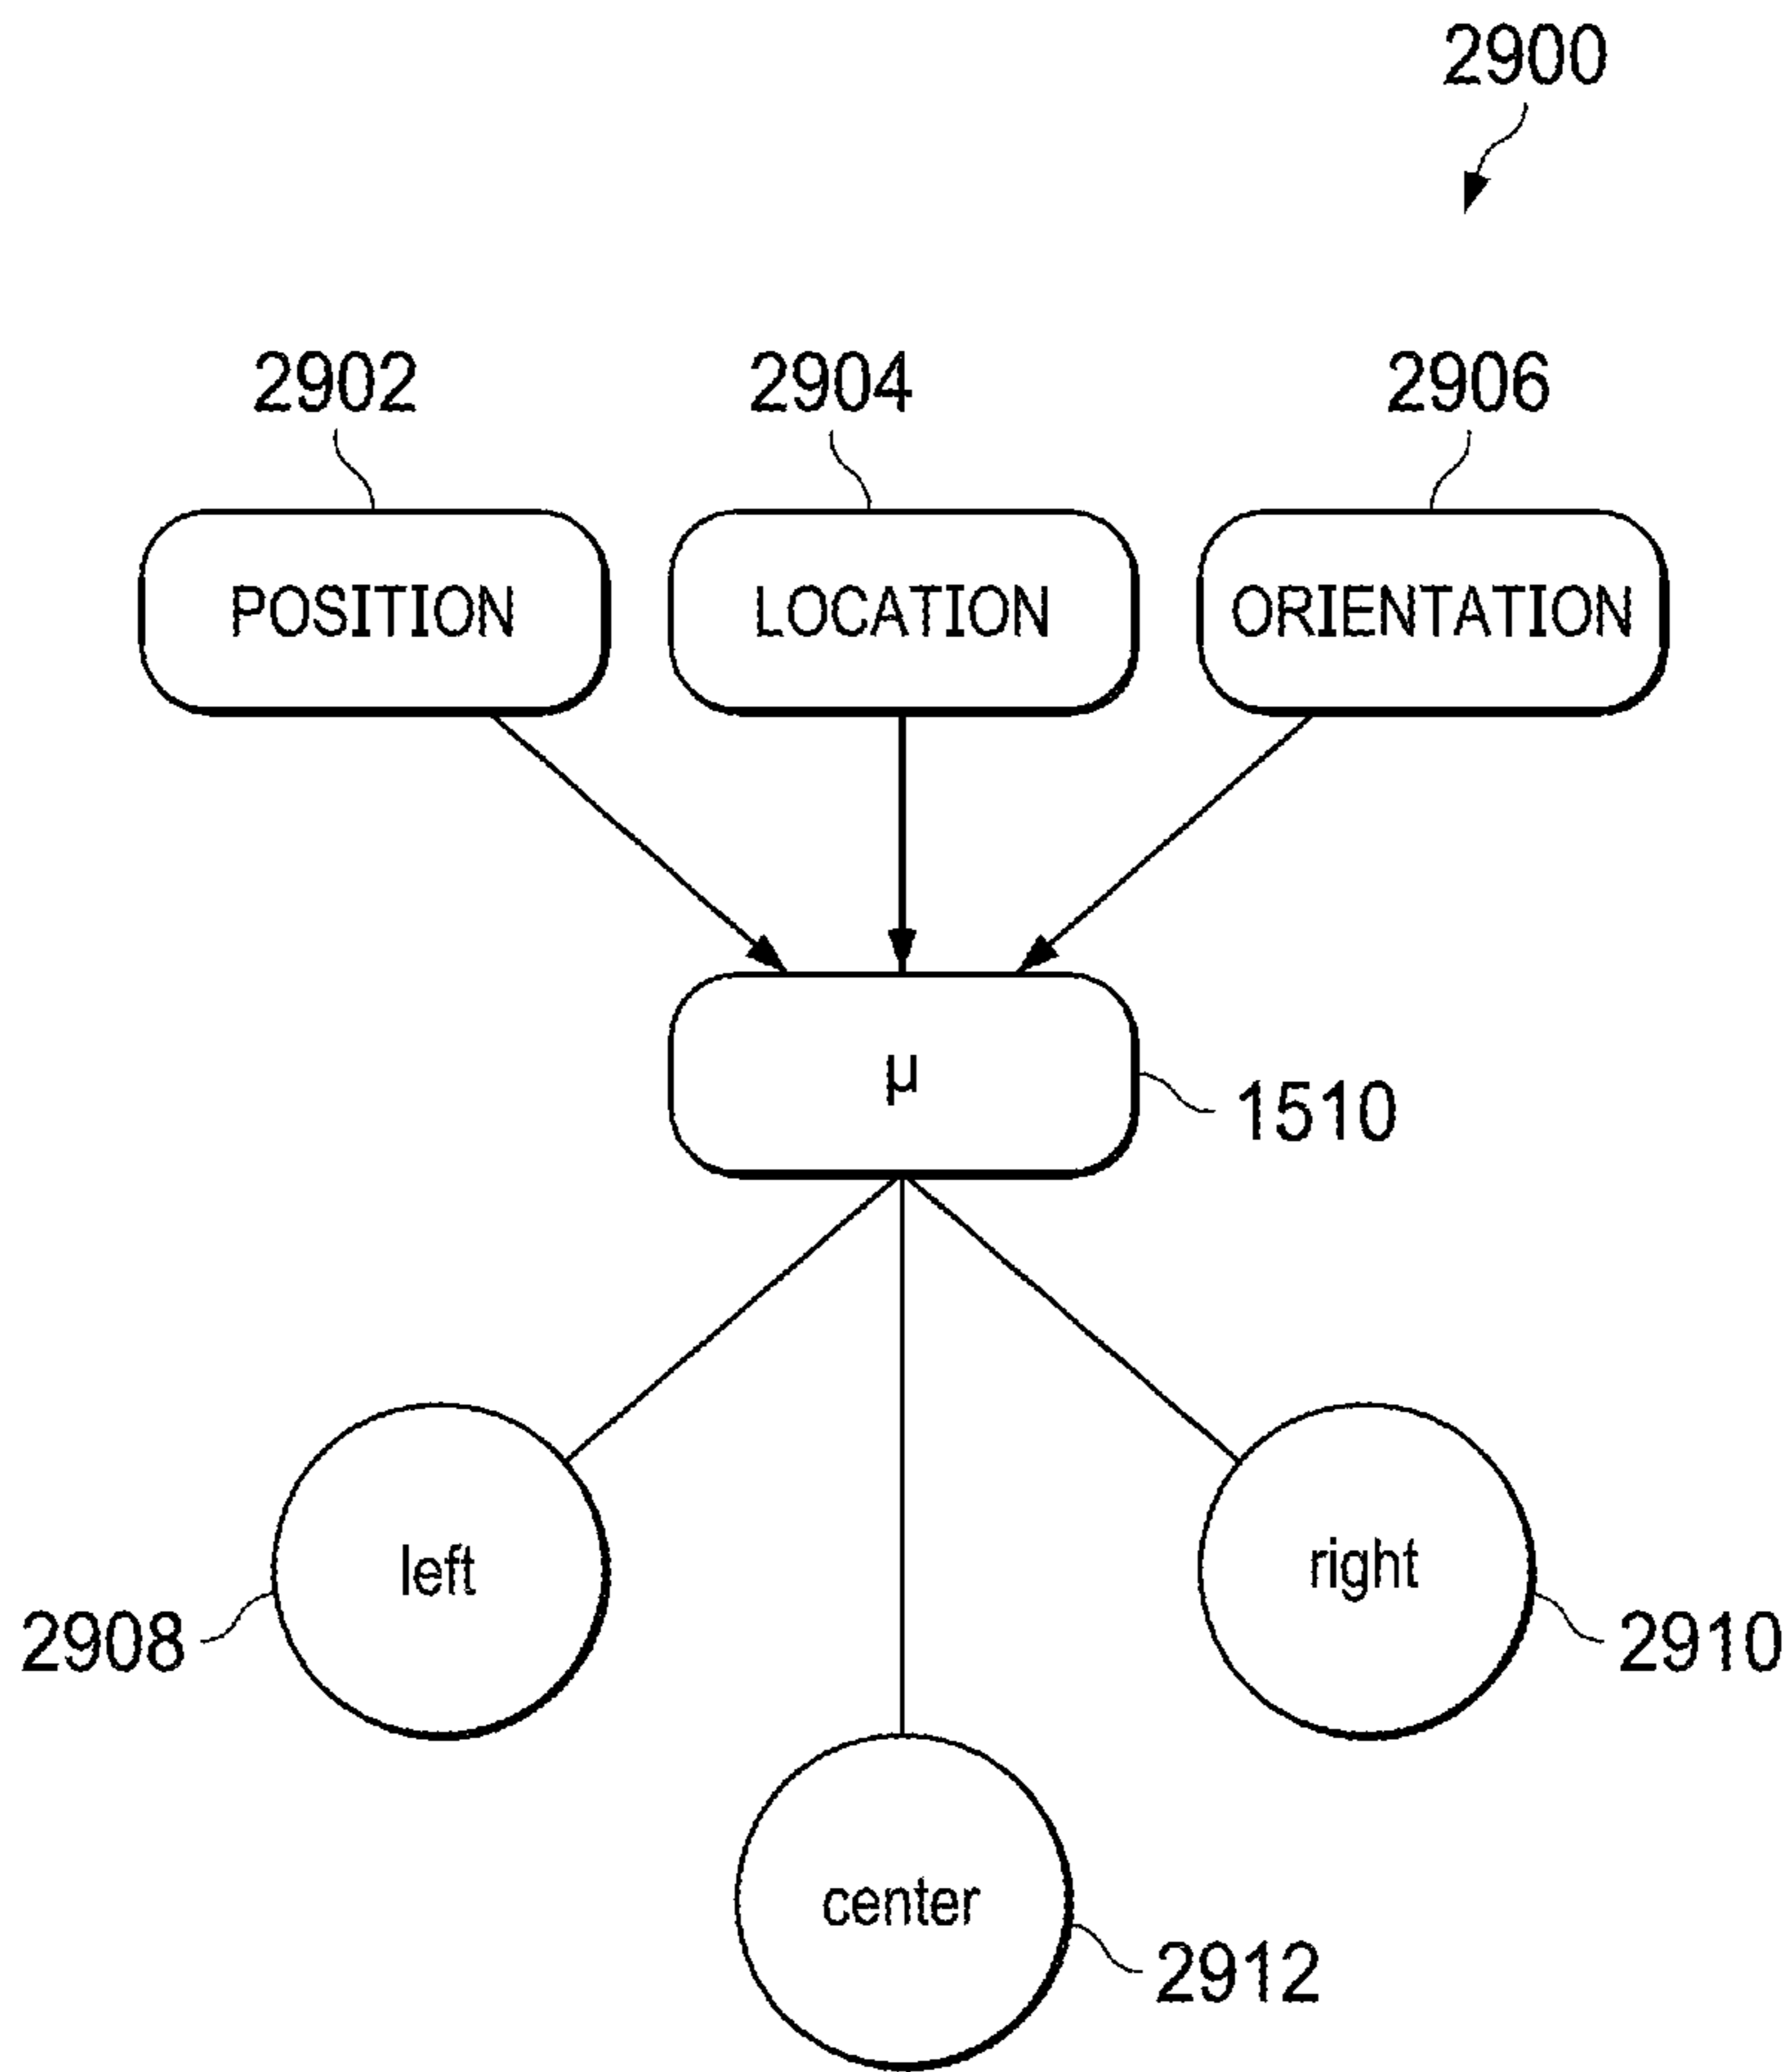 2900
2902 2904 2906
POSITION LOCATION ORIENTATION
µ
1510
left right
2908 2910
center
2912